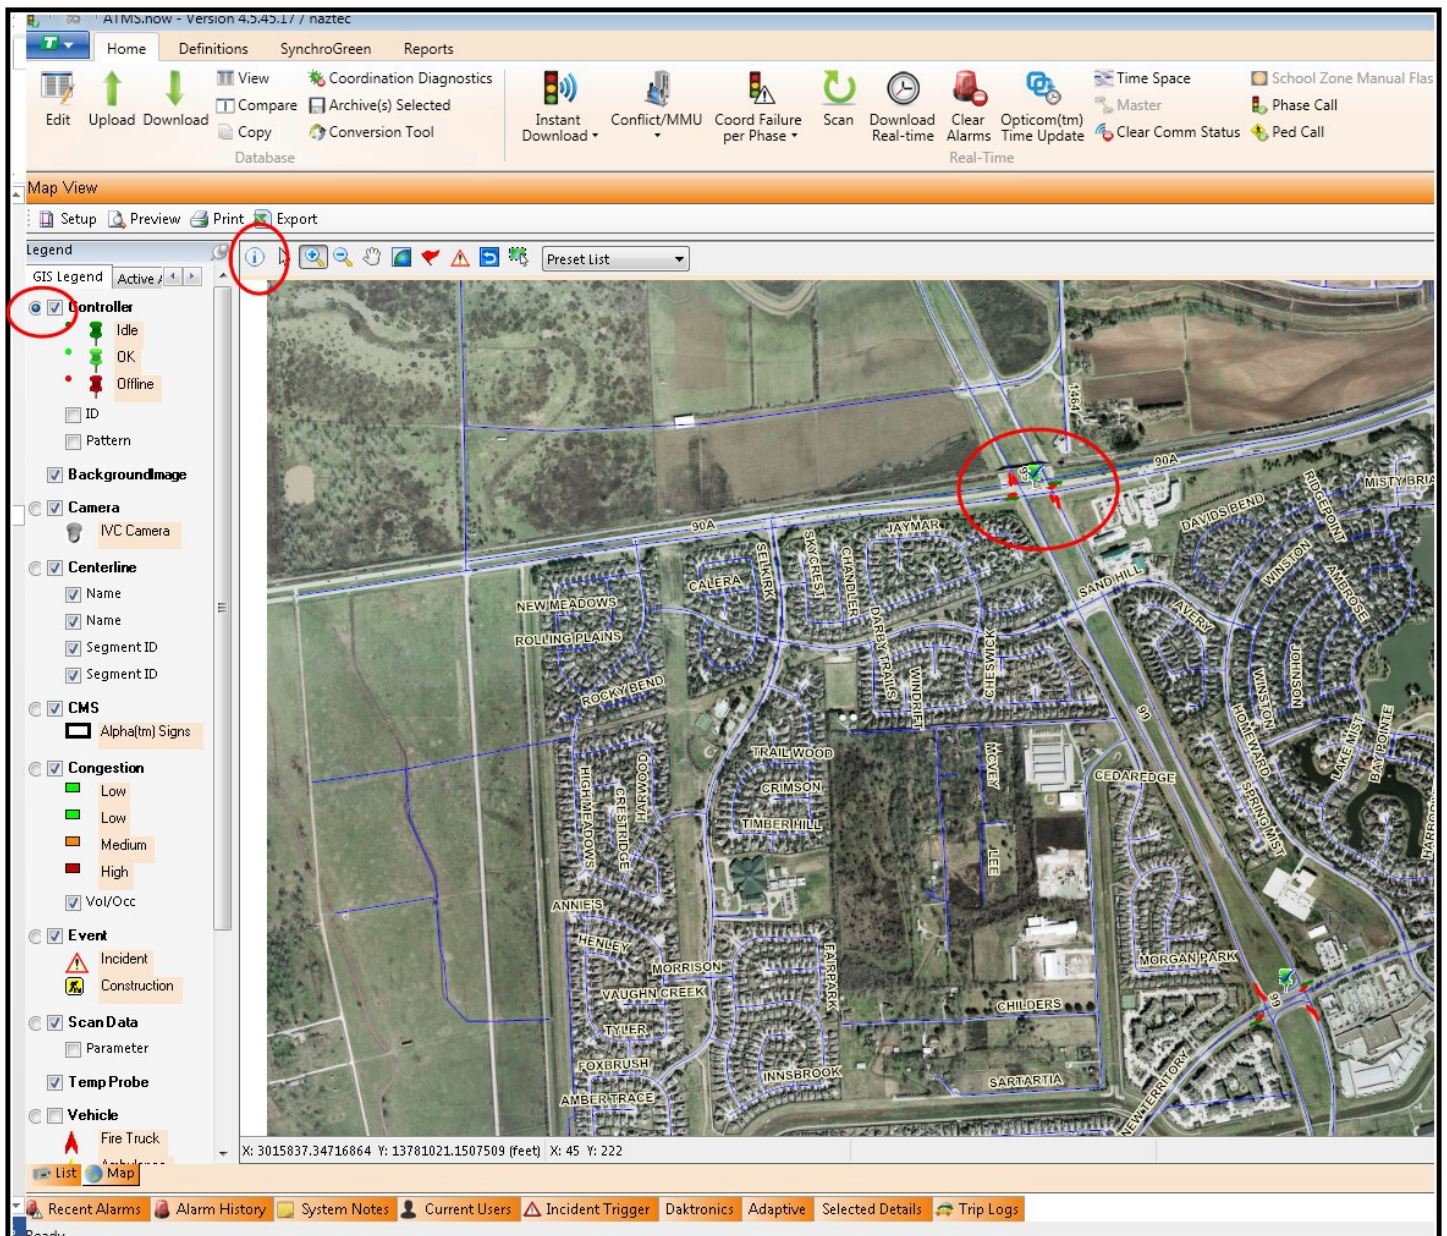 ATMS.now - Version 4.5.45.17 / naztec
Home Definitions SynchroGreen Reports
Edit Upload Download View Compare Copy
Coordination Diagnostics
Archive(s) Selected
Conversion Tool
Database
Instant Download
Conflict/MMU
Coord Failure per Phase
Scan
Download Real-time
Clear Alarms
Opticom(tm) Time Update
Time Space
Master
Clear Comm Status
School Zone Manual Flas
Phase Call
Ped Call
Real-Time
Map View
Setup Preview Print Export
Legend
Preset List
GIS Legend Active
Controller
Idle
OK
Offline
ID
Pattern
BackgroundImage
Camera
IVC Camera
Centerline
Name
Name
Segment ID
Segment ID
CMS
Alpha(tm) Signs
Congestion
Low
Low
Medium
High
Vol/Occ
Event
Incident
Construction
Scan Data
Parameter
Temp Probe
Vehicle
Fire Truck
1464
90A
MISTY BRIA
RIDGEPOINT
DAVIDS BEND
90A
JAYMAR
SELKIRK
SKYCREST
CHANDLER
CALERA
WINSTON
AMBROSE
SAND HILL
AVERY
NEW MEADOWS
ROLLING PLAINS
DARBY TRAILS
WINDRIFT
CHESWICK
ROCKY BEND
JOHNSON
WINSTON
HOMEWARD
LAKE MIST
BAY POINTE
99
TRAIL WOOD
MCVEY
CEDAREDGE
CRIMSON
SPRING MIST
HIGH MEADOWS
CRESTRIDGE
DOGWARTH
TIMBER HILL
LEE
ANNIE'S
HENLEY
MORRISON
FAIRPARK
MORGAN PARK
VAUGHN CREEK
CHILDERS
99
TYLER
FOXBRUSH
INNSBROOK
SARTARTIA
AMBER TRACE
NEW TERRITORY
X: 3015837.34716864 Y: 13781021.1507509 (feet) X: 45 Y: 222
List Map
Recent Alarms Alarm History System Notes Current Users Incident Trigger Daktronics Adaptive Selected Details Trip Logs
Ready